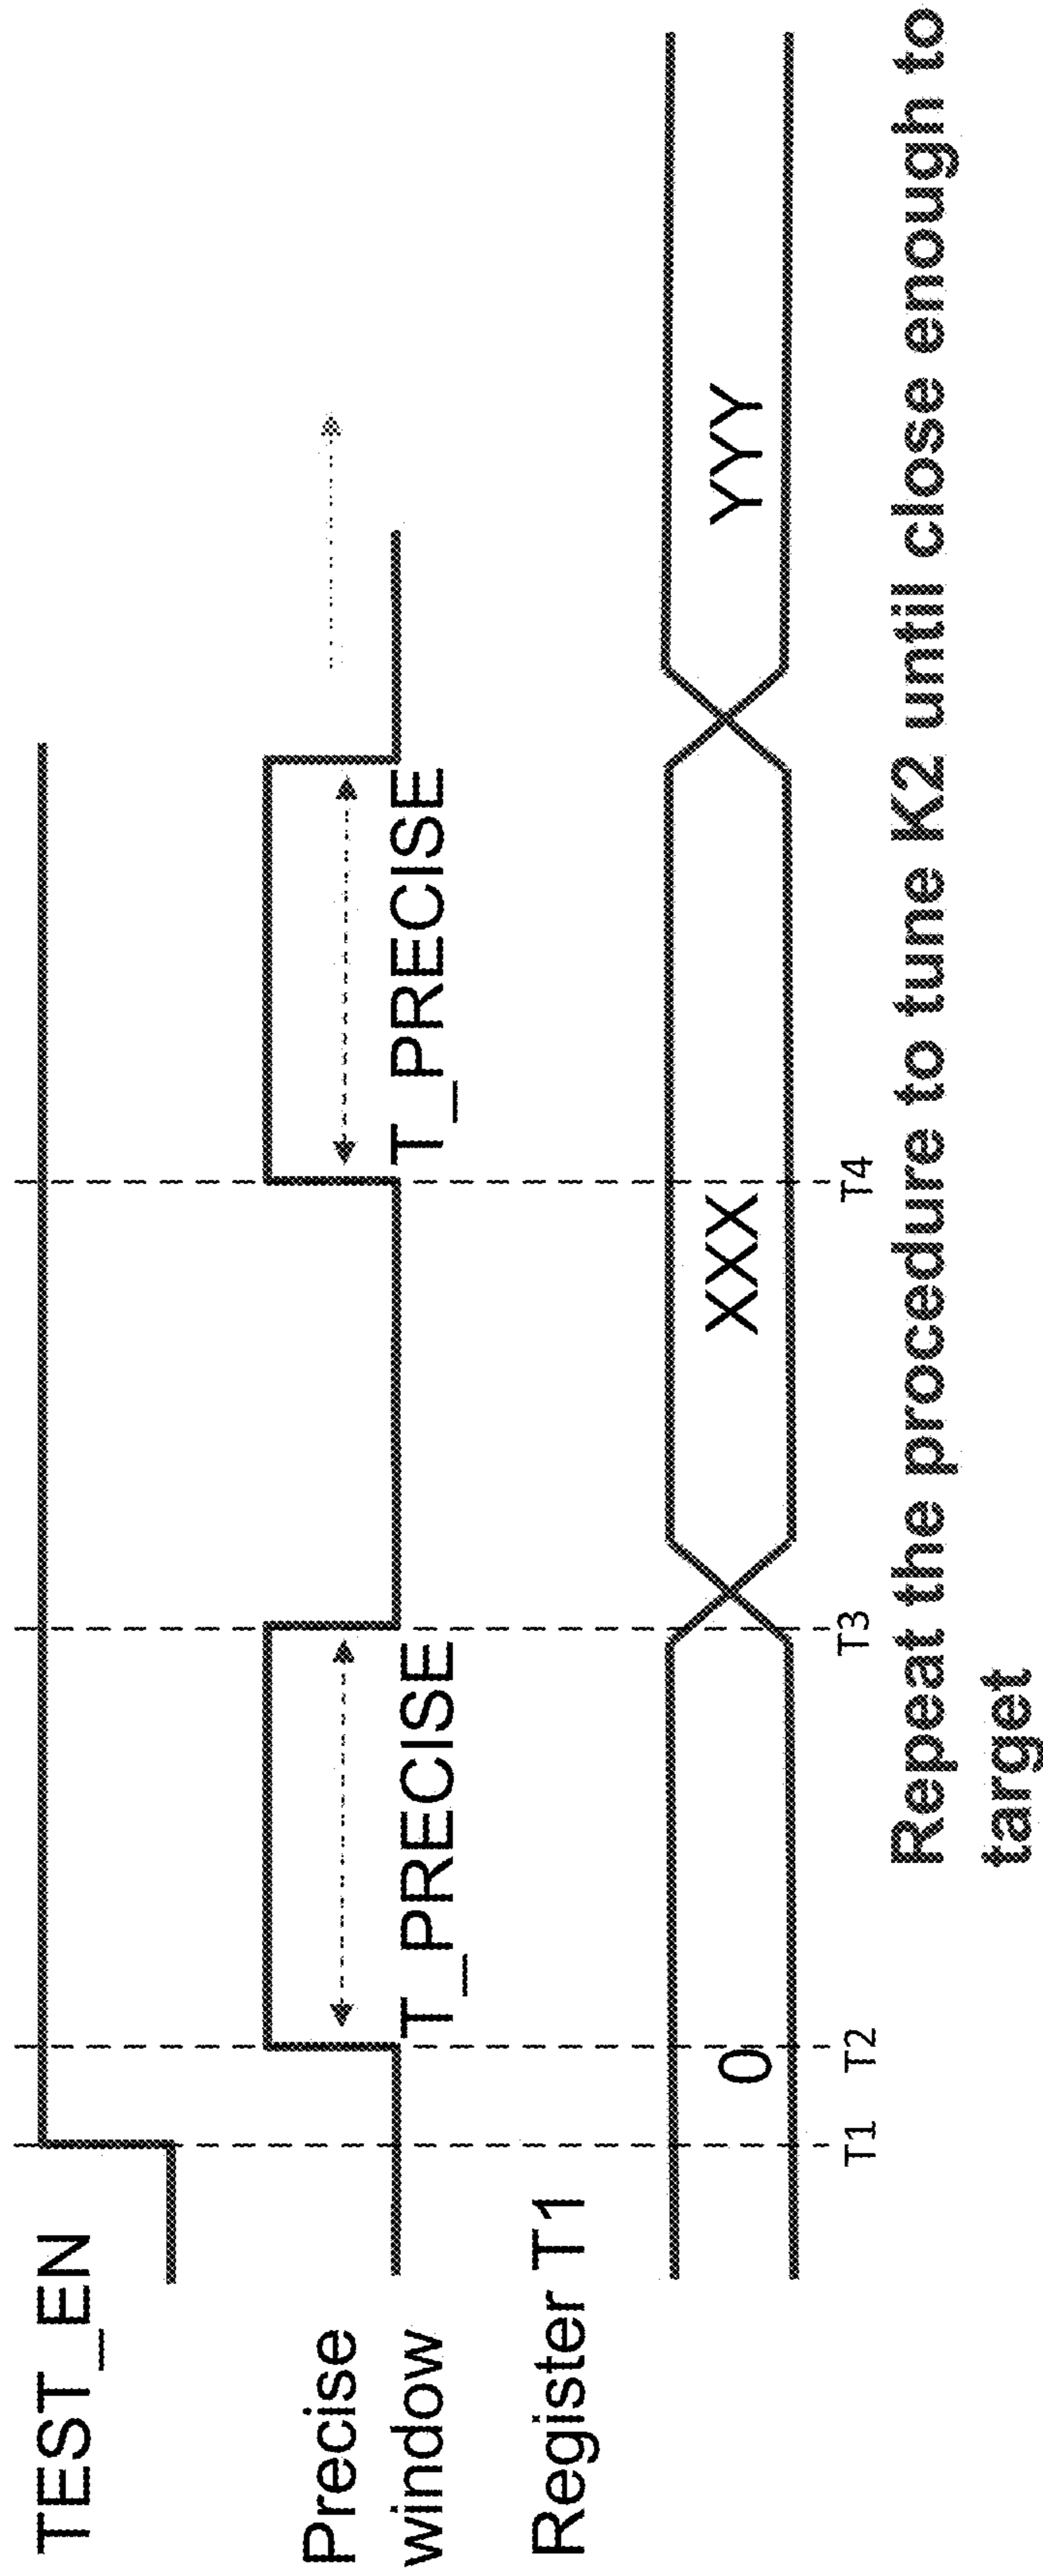 TEST_EN
Precise
window
T_PRECISE
T_PRECISE
Register T1
0
XXX
YYY
T1
T2
T3
T4
Repeat the procedure to tune K2 until close enough to
target